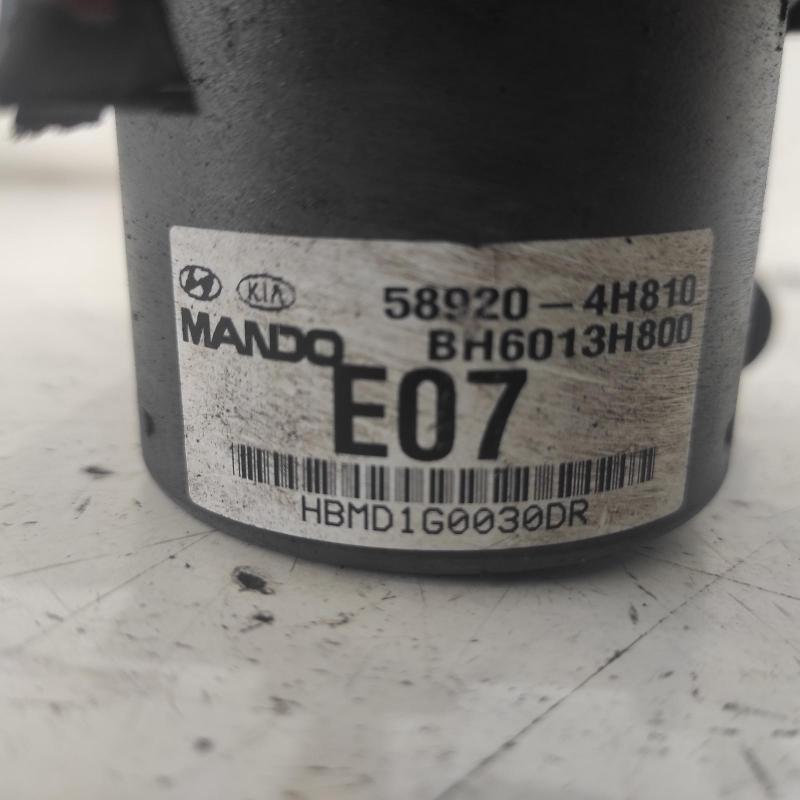 KIA 58920-4H810
MANDO BH6013H800
E07
HBMD1G0030DR